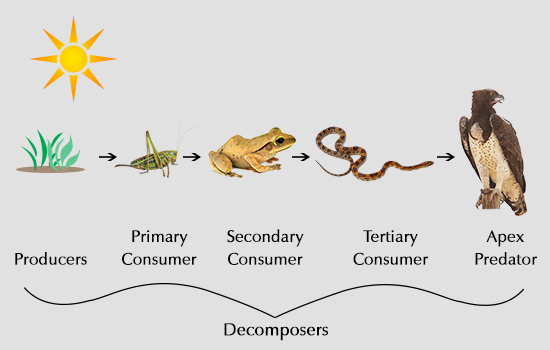 Producers
Primary
Consumer
Secondary
Consumer
Tertiary
Consumer
Apex
Predator
Decomposers